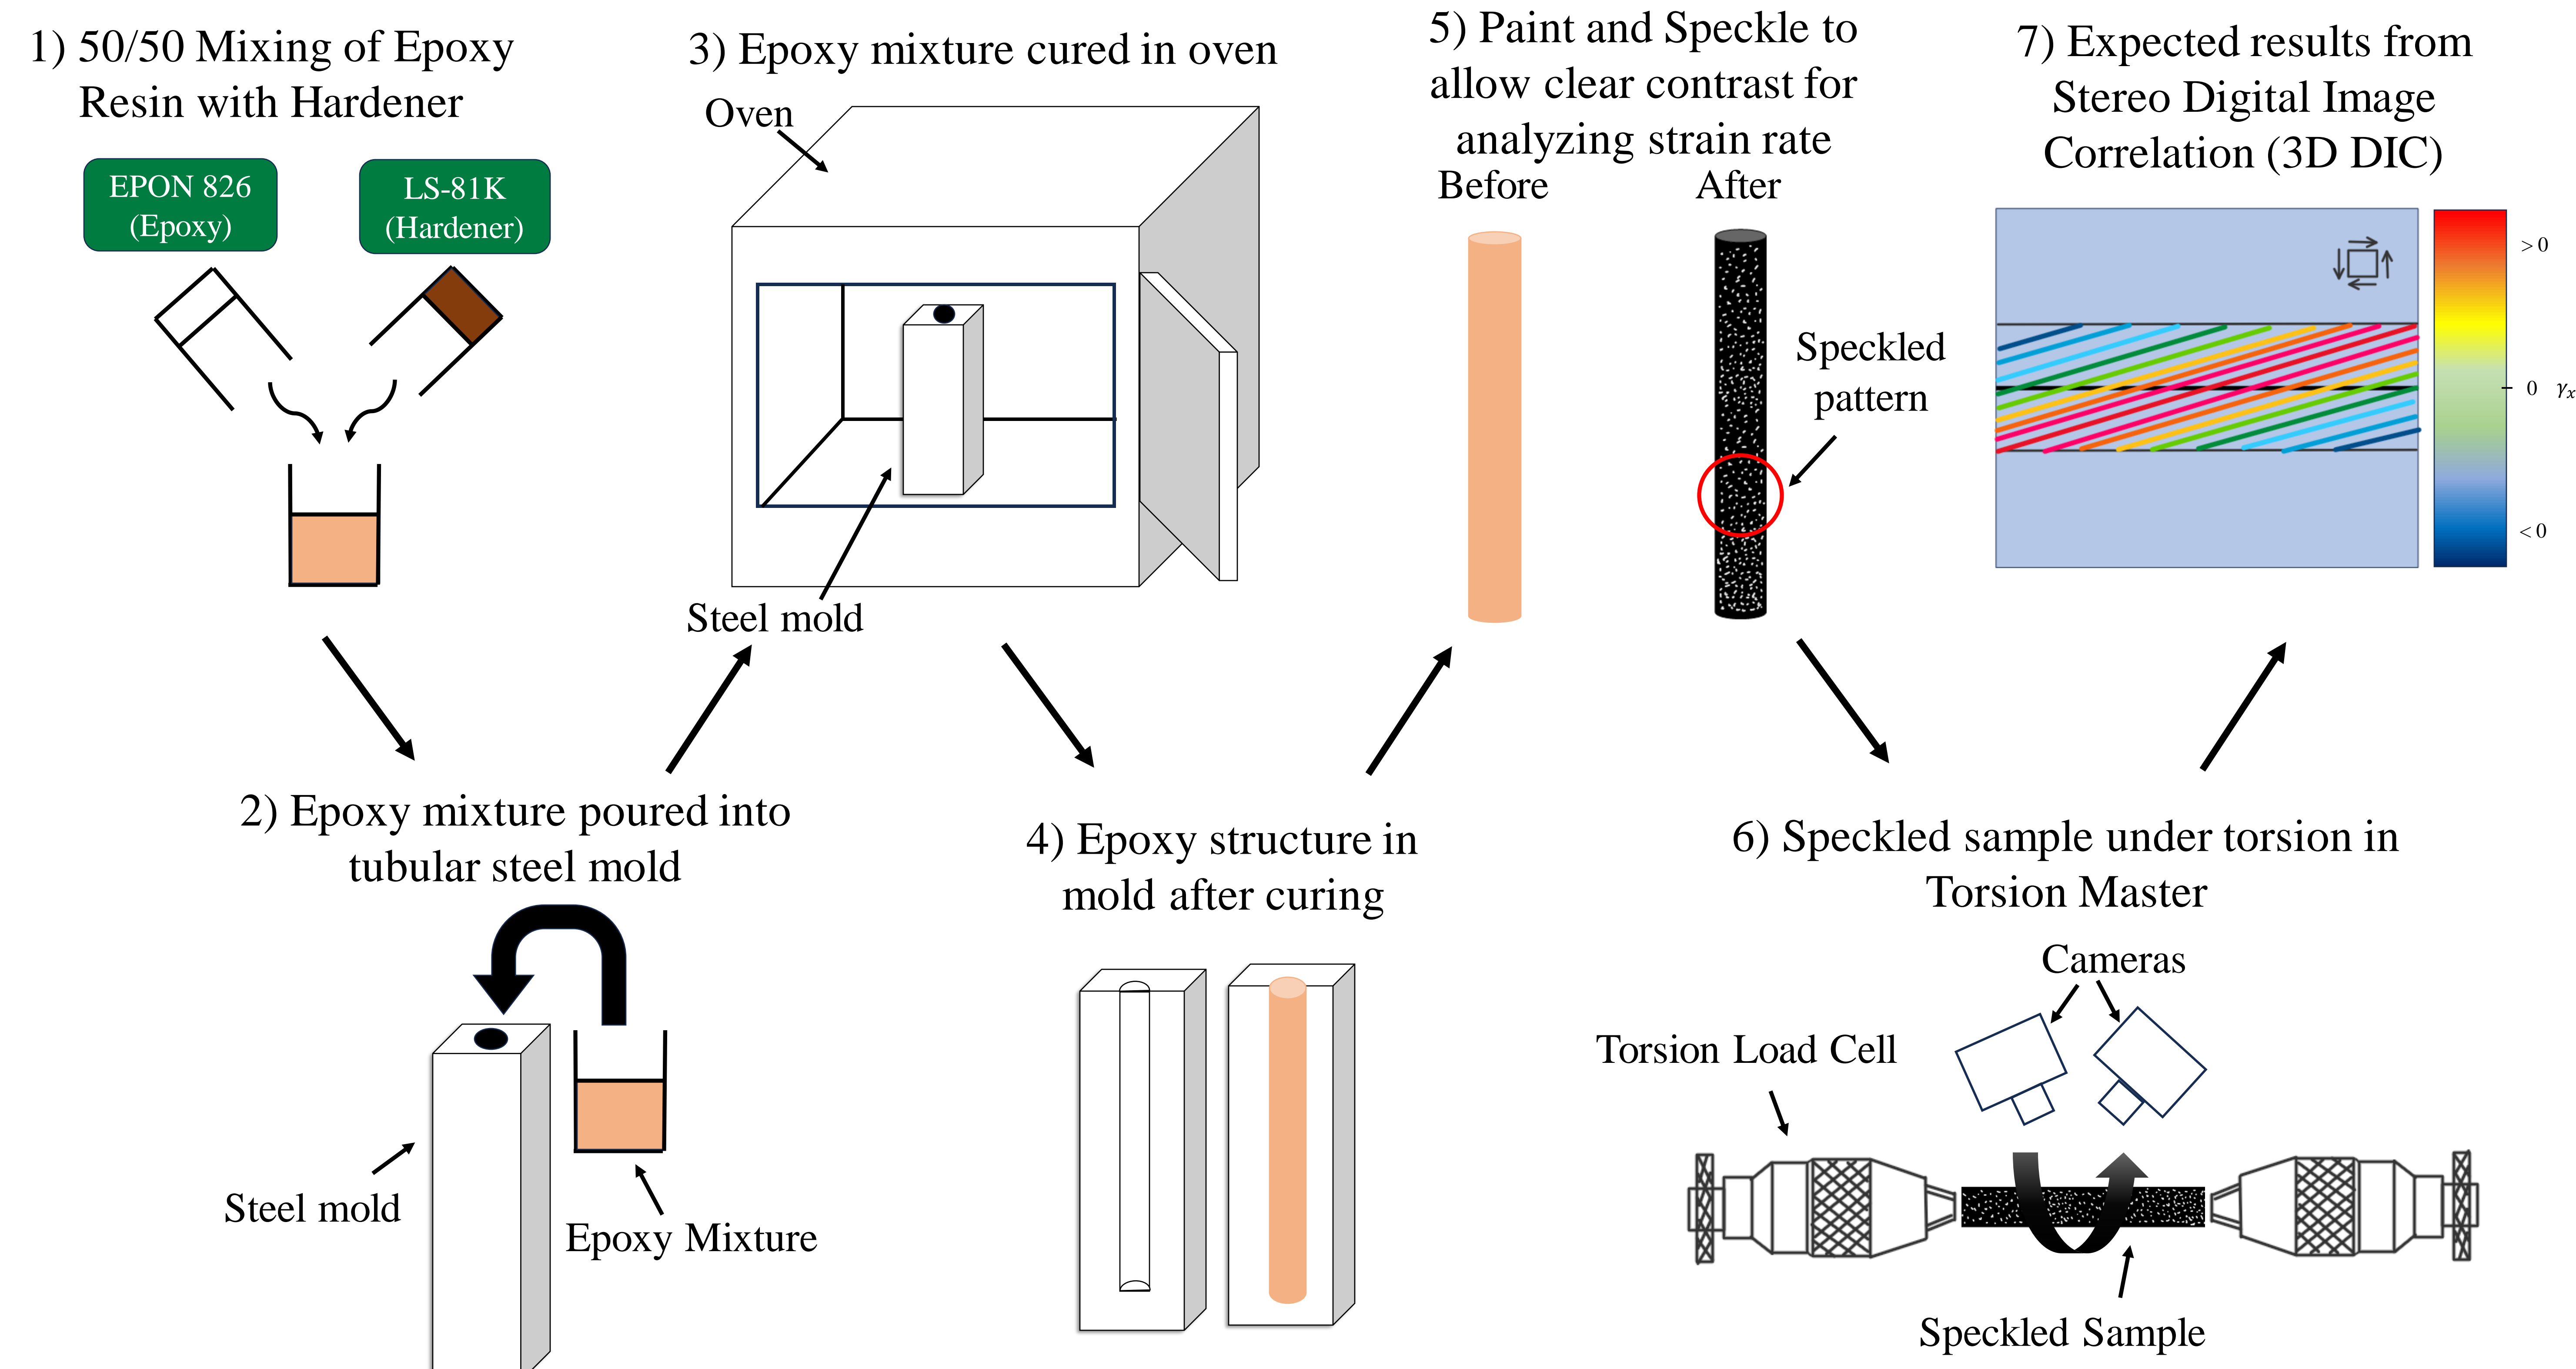 1) 50/50 Mixing of Epoxy
Resin with Hardener
EPON 826
(Epoxy)
LS-81K
(Hardener)
2) Epoxy mixture poured into
tubular steel mold
Steel mold
Epoxy Mixture
3) Epoxy mixture cured in oven
Oven
Steel mold
4) Epoxy structure in
mold after curing
5) Paint and Speckle to
allow clear contrast for
analyzing strain rate
Before
After
Speckled
pattern
6) Speckled sample under torsion in
Torsion Master
Cameras
Torsion Load Cell
Speckled Sample
7) Expected results from
Stereo Digital Image
Correlation (3D DIC)
> 0
0 γₓ
< 0